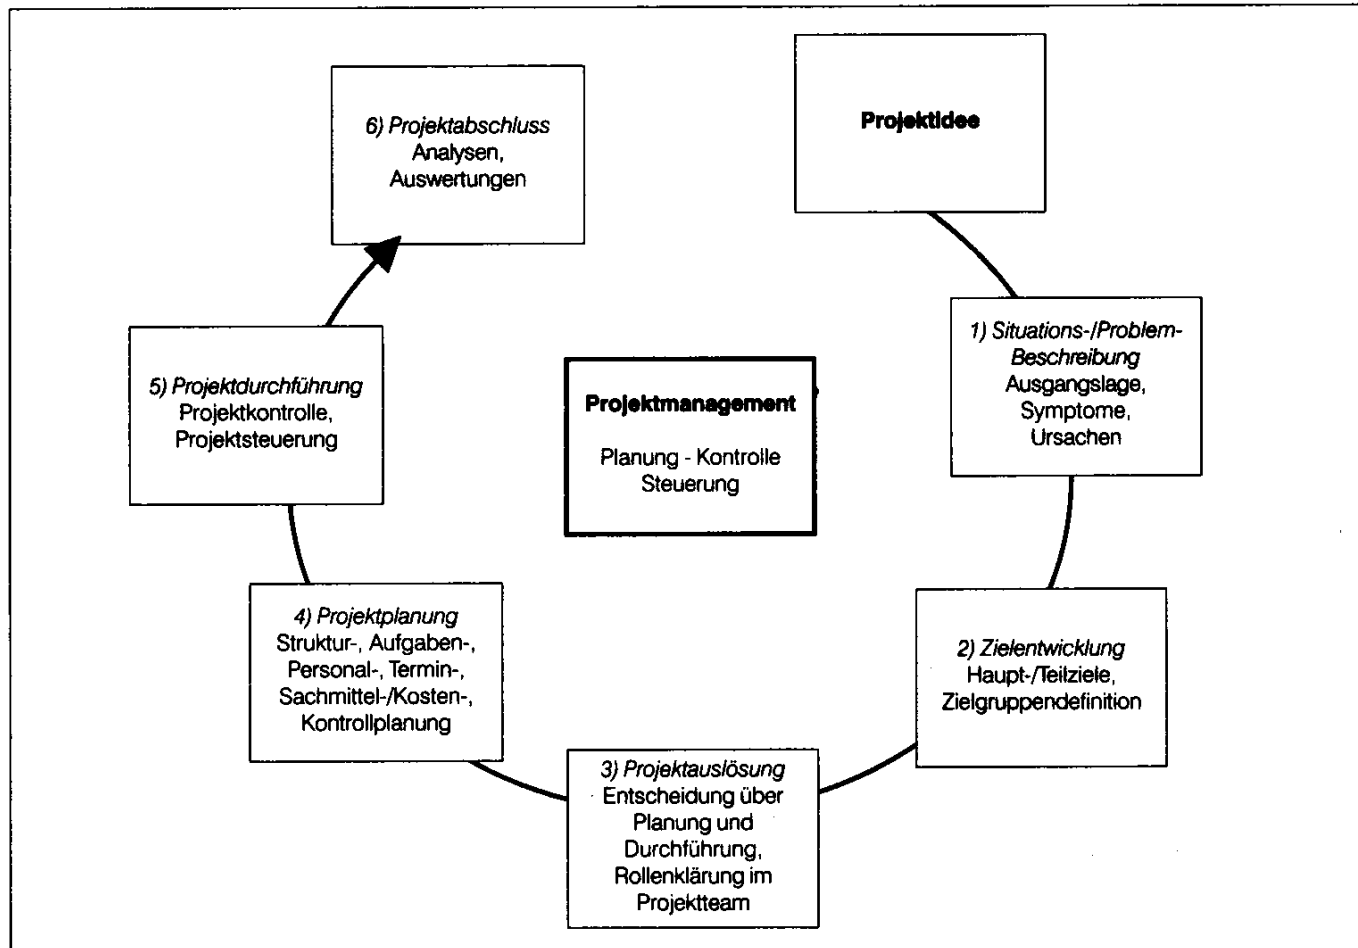 Projektidee
1) Situations-/Problem-
Beschreibung
Ausgangslage,
Symptome,
Ursachen
2) Zielentwicklung
Haupt-/Teilziele,
Zielgruppendefinition
3) Projektauslösung
Entscheidung über
Planung und
Durchführung,
Rollenklärung im
Projektteam
4) Projektplanung
Struktur-, Aufgaben-,
Personal-, Termin-,
Sachmittel-/Kosten-,
Kontrollplanung
5) Projektdurchführung
Projektkontrolle,
Projektsteuerung
6) Projektabschluss
Analysen,
Auswertungen
Projektmanagement
Planung - Kontrolle
Steuerung